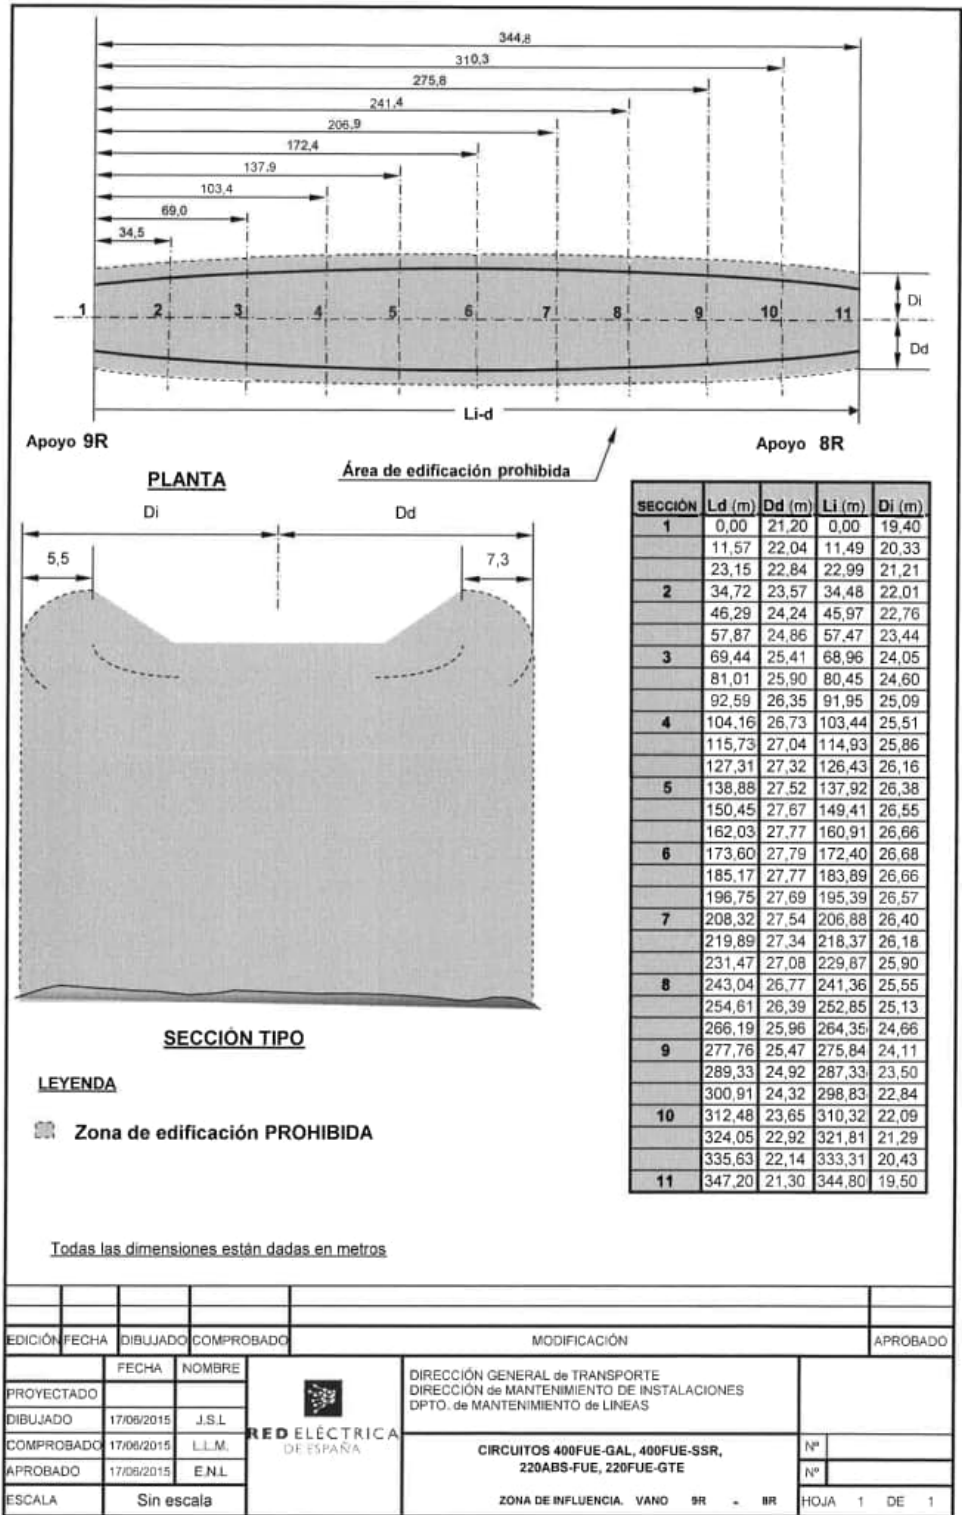 344,8
310,3
275,8
241,4
206,9
172,4
137,9
103,4
69,0
34,5
1 2 3 4 5 6 7 8 9 10 11
Di
Dd
Li-d
Apoyo 9R
Apoyo 8R
Área de edificación prohibida
PLANTA
Di Dd
5,5
7,3
SECCIÓN TIPO
LEYENDA
Zona de edificación PROHIBIDA
SECCIÓN Ld (m) Dd (m) Li (m) Di (m)
1 0,00 21,20 0,00 19,40
11,57 22,04 11,49 20,33
23,15 22,84 22,99 21,21
2 34,72 23,57 34,48 22,01
46,29 24,24 45,97 22,76
57,87 24,86 57,47 23,44
3 69,44 25,41 68,96 24,05
81,01 25,90 80,45 24,60
92,59 26,35 91,95 25,09
4 104,16 26,73 103,44 25,51
115,73 27,04 114,93 25,86
127,31 27,32 126,43 26,16
5 138,88 27,52 137,92 26,38
150,45 27,67 149,41 26,55
162,03 27,77 160,91 26,66
6 173,60 27,79 172,40 26,68
185,17 27,77 183,89 26,66
196,75 27,69 195,39 26,57
7 208,32 27,54 206,88 26,40
219,89 27,34 218,37 26,18
231,47 27,08 229,87 25,90
8 243,04 26,77 241,36 25,55
254,61 26,39 252,85 25,13
266,19 25,96 264,35 24,66
9 277,76 25,47 275,84 24,11
289,33 24,92 287,33 23,50
300,91 24,32 298,83 22,84
10 312,48 23,65 310,32 22,09
324,05 22,92 321,81 21,29
335,63 22,14 333,31 20,43
11 347,20 21,30 344,80 19,50
Todas las dimensiones están dadas en metros
EDICIÓN FECHA DIBUJADO COMPROBADO MODIFICACIÓN APROBADO
FECHA NOMBRE
PROYECTADO
DIBUJADO 17/06/2015 J.S.L
COMPROBADO 17/06/2015 L.L.M.
APROBADO 17/06/2015 E.N.L
ESCALA Sin escala
RED ELÉCTRICA
DE ESPAÑA
DIRECCIÓN GENERAL de TRANSPORTE
DIRECCIÓN de MANTENIMIENTO DE INSTALACIONES
DPTO. de MANTENIMIENTO de LINEAS
CIRCUITOS 400FUE-GAL, 400FUE-SSR,
220ABS-FUE, 220FUE-GTE
ZONA DE INFLUENCIA. VANO 9R - 8R
Nº
Nº
HOJA 1 DE 1